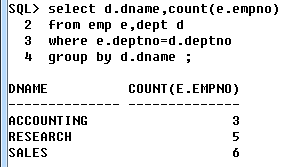 SQL> select d.dname,count(e.empno)
  2  from emp e,dept d
  3  where e.deptno=d.deptno
  4  group by d.dname ;
DNAME          COUNT(E.EMPNO)
-------------- --------------
ACCOUNTING                  3
RESEARCH                    5
SALES                       6